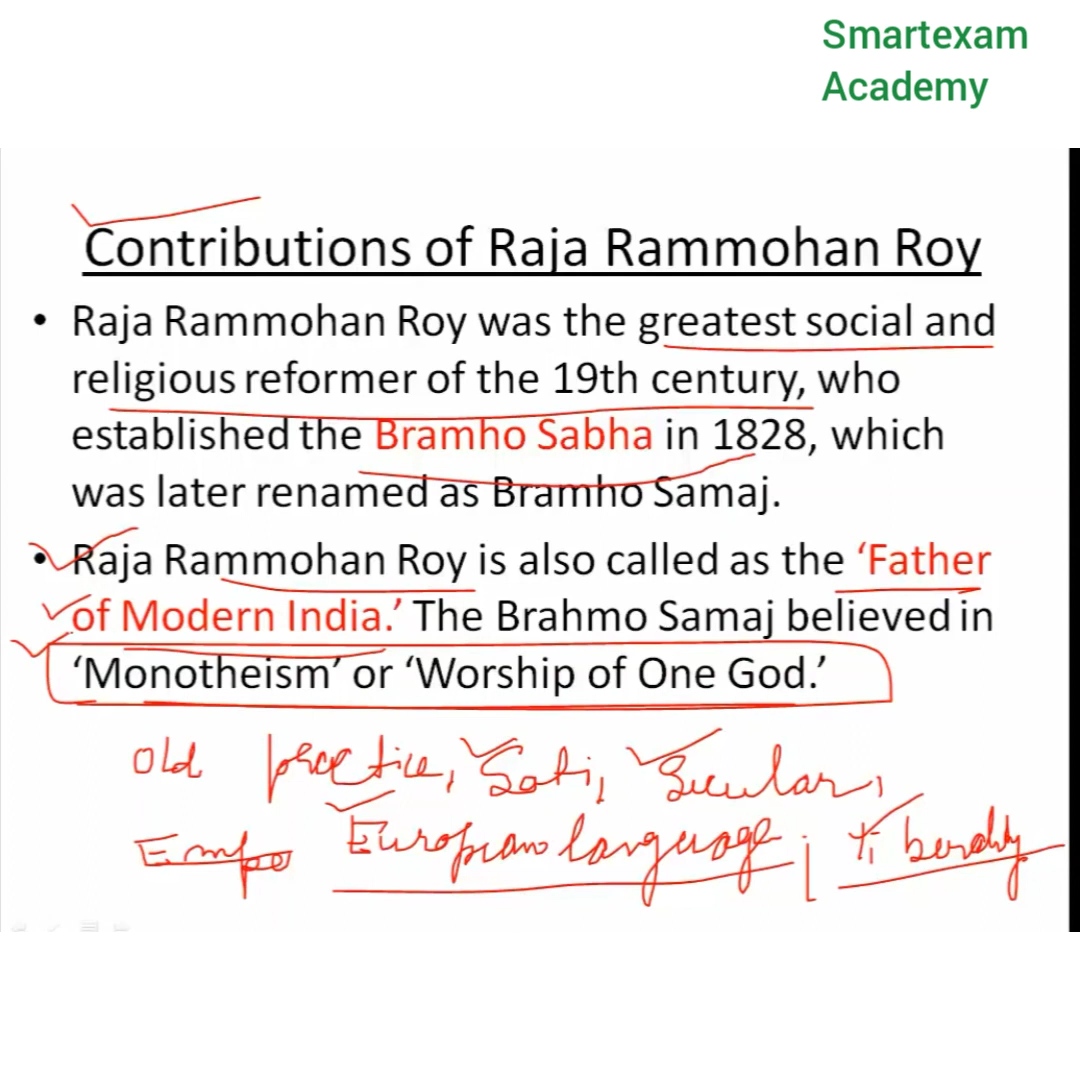 Smartexam
Academy
Contributions of Raja Rammohan Roy
• Raja Rammohan Roy was the greatest social and
religious reformer of the 19th century, who
established the Bramho Sabha in 1828, which
was later renamed as Bramho Samaj.
• Raja Rammohan Roy is also called as the ‘Father
of Modern India.’ The Brahmo Samaj believed in
‘Monotheism’ or ‘Worship of One God.’
Old practice, Sati,
European language;